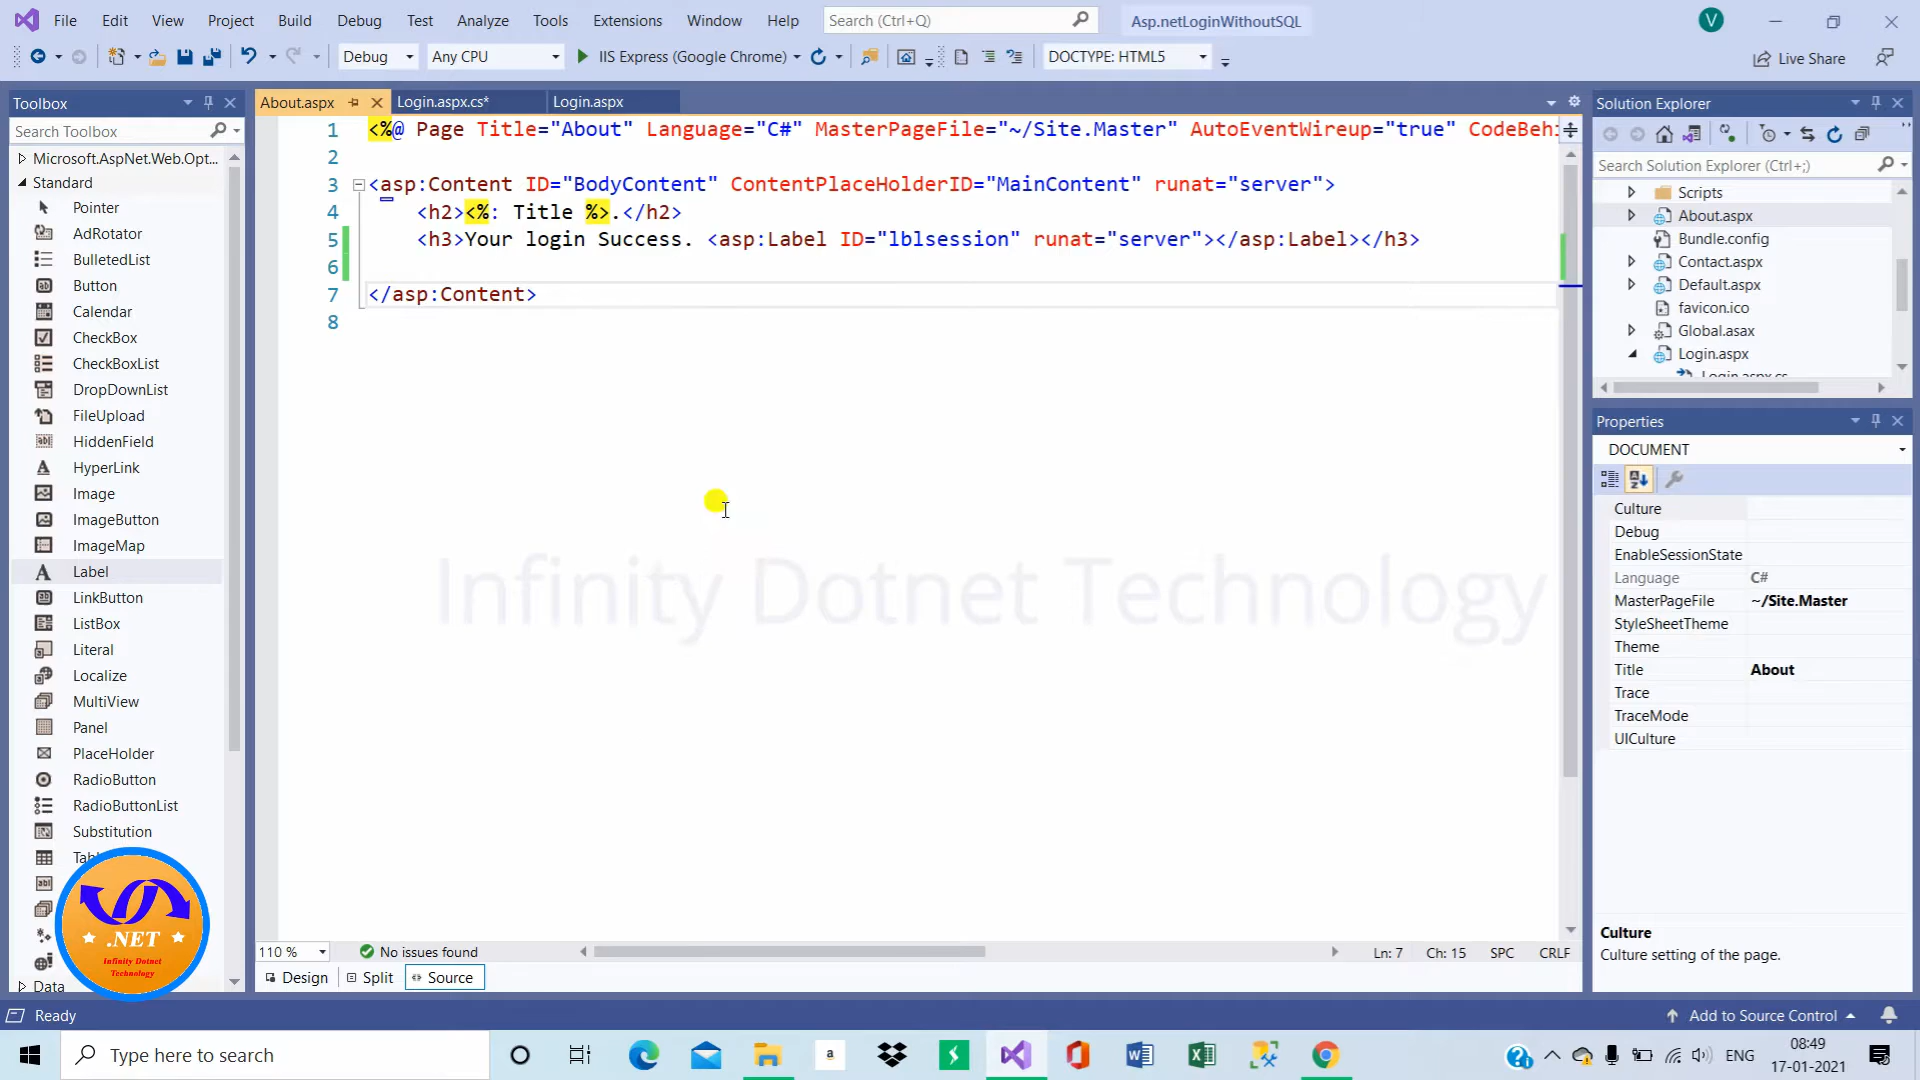 File Edit View Project Build Debug Test Analyze Tools Extensions Window Help Search (Ctrl+Q) Asp.netLoginWithoutSQL V
Debug Any CPU IIS Express (Google Chrome) DOCTYPE: HTML5 Live Share
Toolbox
Search Toolbox
Microsoft.AspNet.Web.Opt...
Standard
Pointer
AdRotator
BulletedList
Button
Calendar
CheckBox
CheckBoxList
DropDownList
FileUpload
HiddenField
HyperLink
Image
ImageButton
ImageMap
Label
LinkButton
ListBox
Literal
Localize
MultiView
Panel
PlaceHolder
RadioButton
RadioButtonList
Substitution
Data
.NET
Infinity Dotnet
Technology
About.aspx Login.aspx.cs* Login.aspx
1 <%@ Page Title="About" Language="C#" MasterPageFile="~/Site.Master" AutoEventWireup="true" CodeBehi
2
3 <asp:Content ID="BodyContent" ContentPlaceHolderID="MainContent" runat="server">
4 <h2><%: Title %>.</h2>
5 <h3>Your login Success. <asp:Label ID="lblsession" runat="server"></asp:Label></h3>
6
7 </asp:Content>
8
Infinity Dotnet Technology
110 % No issues found Ln: 7 Ch: 15 SPC CRLF
Design Split Source
Solution Explorer
Search Solution Explorer (Ctrl+;)
Scripts
About.aspx
Bundle.config
Contact.aspx
Default.aspx
favicon.ico
Global.asax
Login.aspx
Login.aspx.cs
Properties
DOCUMENT
Culture
Debug
EnableSessionState
Language C#
MasterPageFile ~/Site.Master
StyleSheetTheme
Theme
Title About
Trace
TraceMode
UICulture
Culture
Culture setting of the page.
Ready Add to Source Control
Type here to search ENG 08:49
17-01-2021